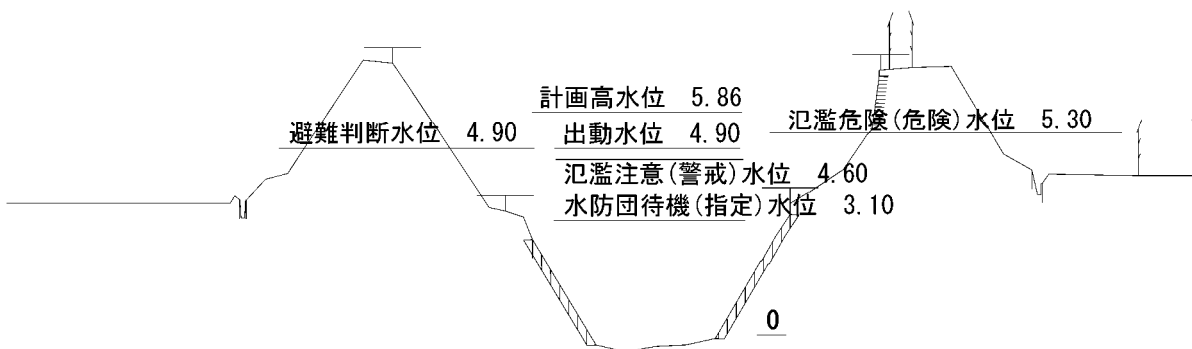 計画高水位 5.86
避難判断水位 4.90
出動水位 4.90
氾濫危険(危険)水位 5.30
氾濫注意(警戒)水位 4.60
水防団待機(指定)水位 3.10
0